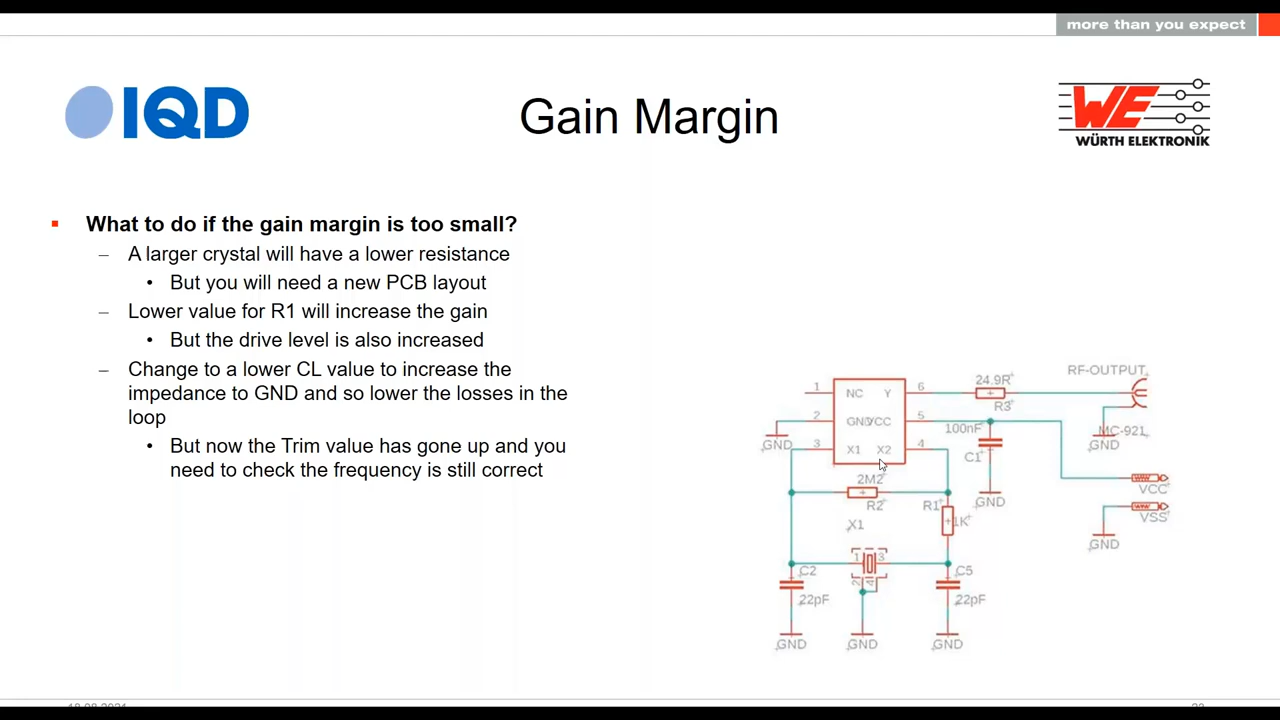 more than you expect
IQD
Gain Margin
WE
WÜRTH ELEKTRONIK
What to do if the gain margin is too small?
– A larger crystal will have a lower resistance
• But you will need a new PCB layout
– Lower value for R1 will increase the gain
• But the drive level is also increased
– Change to a lower CL value to increase the
impedance to GND and so lower the losses in the
loop
• But now the Trim value has gone up and you
need to check the frequency is still correct
RF-OUTPUT
24.9R
R3
1 NC Y 6
2 GND VCC 5
3 X1 X2 4
GND
100nF
C1
GND
MC-921
GND
VCC
VSS
GND
2M2
R2
R1
1K
X1
1 3
2 4
C2
22pF
C5
22pF
GND
GND
GND